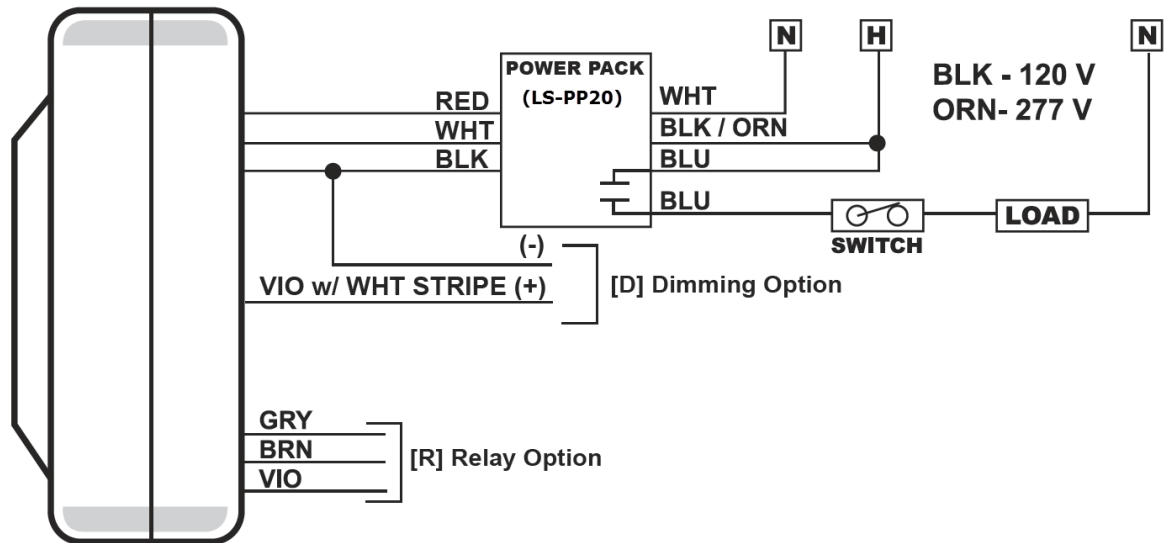 N
H
N
POWER PACK
(LS-PP20)
BLK - 120 V
ORN- 277 V
RED
WHT
BLK
WHT
BLK / ORN
BLU
BLU
SWITCH
LOAD
(-)
VIO w/ WHT STRIPE (+)
[D] Dimming Option
GRY
BRN
VIO
[R] Relay Option